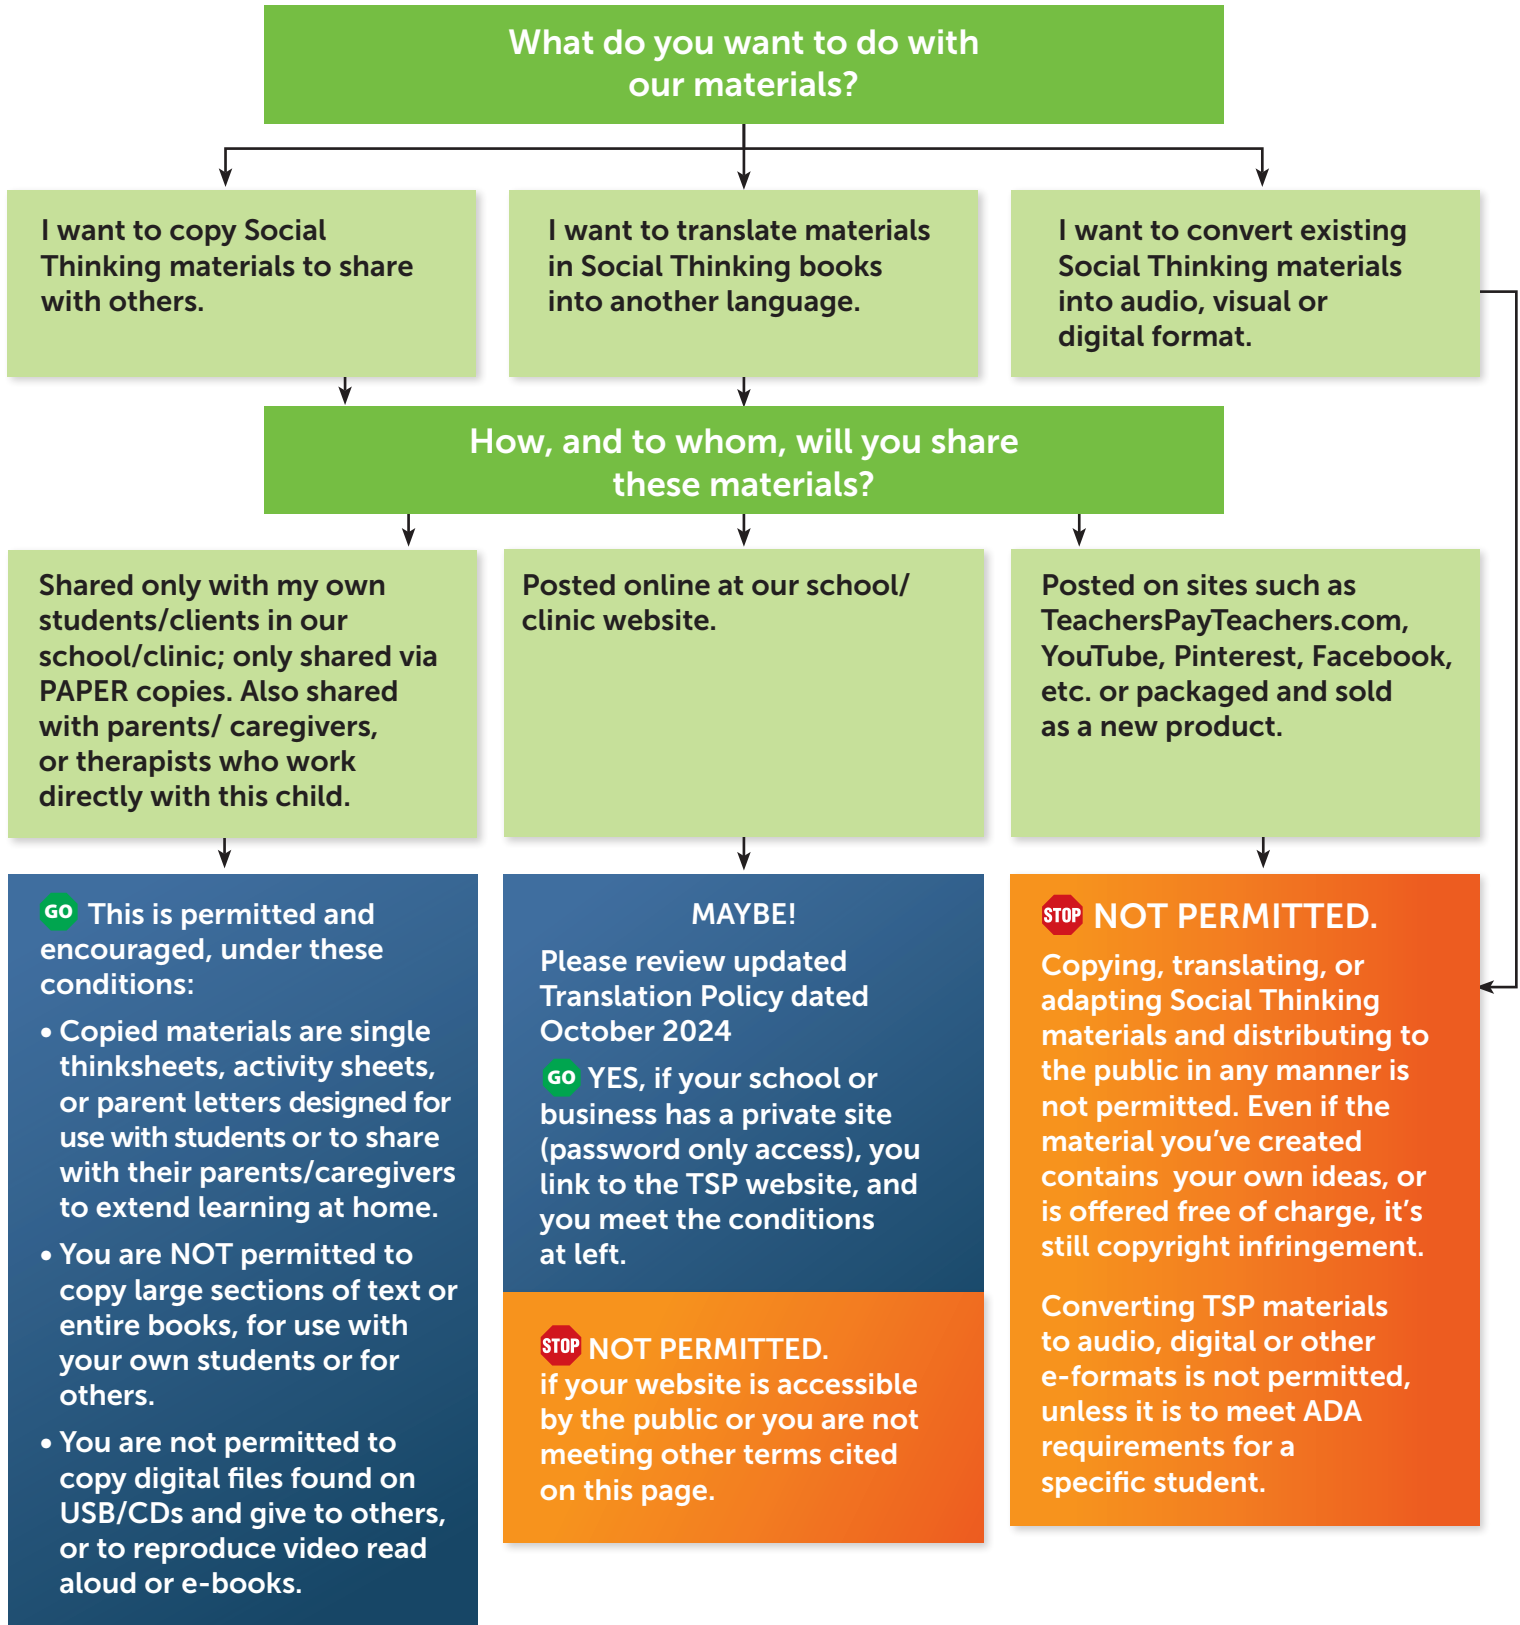 What do you want to do with
our materials?
I want to copy Social
Thinking materials to share
with others.
I want to translate materials
in Social Thinking books
into another language.
I want to convert existing
Social Thinking materials
into audio, visual or
digital format.
How, and to whom, will you share
these materials?
Shared only with my own
students/clients in our
school/clinic; only shared via
PAPER copies. Also shared
with parents/ caregivers,
or therapists who work
directly with this child.
Posted online at our school/
clinic website.
Posted on sites such as
TeachersPayTeachers.com,
YouTube, Pinterest, Facebook,
etc. or packaged and sold
as a new product.
GO This is permitted and
encouraged, under these
conditions:
• Copied materials are single
thinksheets, activity sheets,
or parent letters designed for
use with students or to share
with their parents/caregivers
to extend learning at home.
• You are NOT permitted to
copy large sections of text or
entire books, for use with
your own students or for
others.
• You are not permitted to
copy digital files found on
USB/CDs and give to others,
or to reproduce video read
aloud or e-books.
MAYBE!
Please review updated
Translation Policy dated
October 2024
GO YES, if your school or
business has a private site
(password only access), you
link to the TSP website, and
you meet the conditions
at left.
STOP NOT PERMITTED.
if your website is accessible
by the public or you are not
meeting other terms cited
on this page.
STOP NOT PERMITTED.
Copying, translating, or
adapting Social Thinking
materials and distributing to
the public in any manner is
not permitted. Even if the
material you've created
contains  your own ideas, or
is offered free of charge, it's
still copyright infringement.
Converting TSP materials
to audio, digital or other
e-formats is not permitted,
unless it is to meet ADA
requirements for a
specific student.